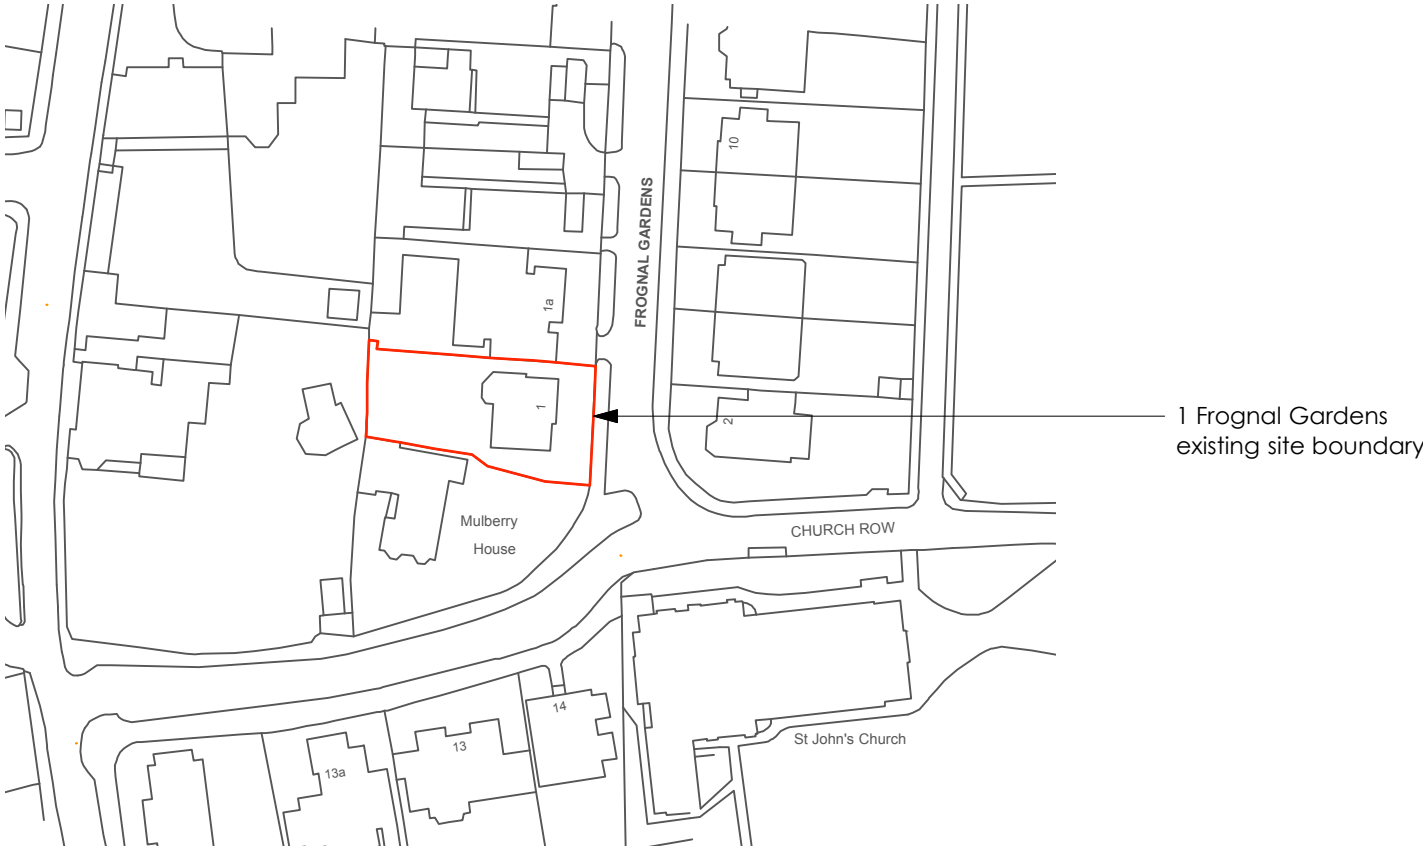 10
FROGNAL GARDENS
1a
1
2
1 Frognal Gardens
existing site boundary
Mulberry
House
CHURCH ROW
14
13
13a
St John's Church